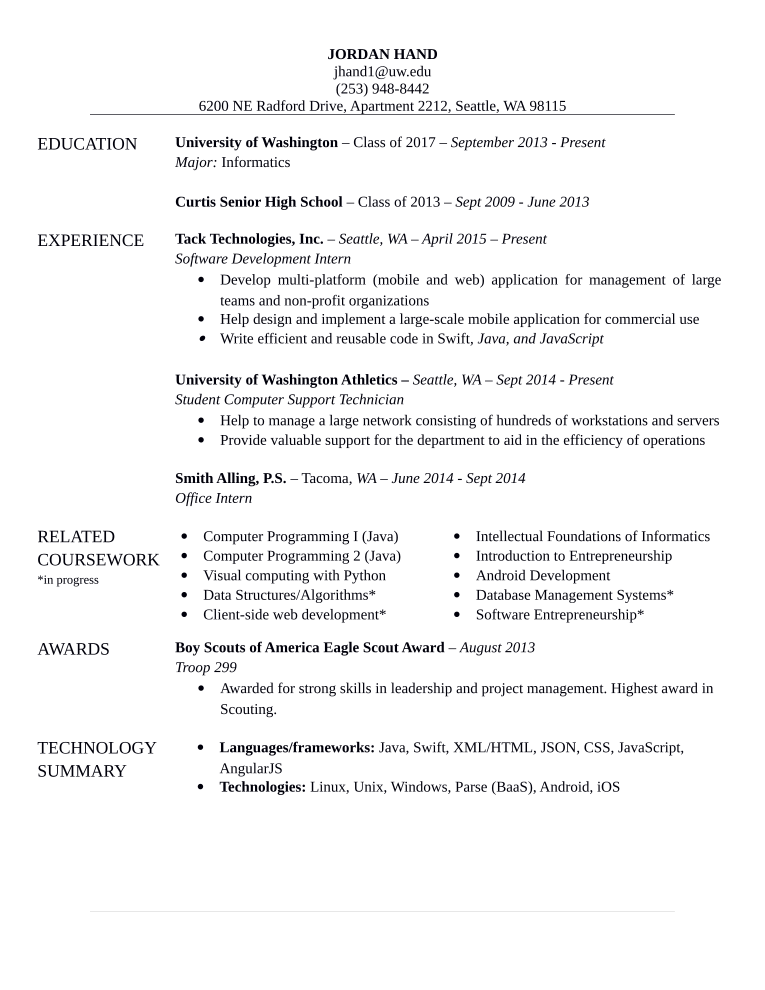 JORDAN HAND
jhand1@uw.edu
(253) 948-8442
6200 NE Radford Drive, Apartment 2212, Seattle, WA 98115
EDUCATION
University of Washington – Class of 2017 – September 2013 - Present
Major: Informatics
Curtis Senior High School – Class of 2013 – Sept 2009 - June 2013
EXPERIENCE
Tack Technologies, Inc. – Seattle, WA – April 2015 – Present
Software Development Intern
• Develop multi-platform (mobile and web) application for management of large
teams and non-profit organizations
• Help design and implement a large-scale mobile application for commercial use
• Write efficient and reusable code in Swift, Java, and JavaScript
University of Washington Athletics – Seattle, WA – Sept 2014 - Present
Student Computer Support Technician
• Help to manage a large network consisting of hundreds of workstations and servers
• Provide valuable support for the department to aid in the efficiency of operations
Smith Alling, P.S. – Tacoma, WA – June 2014 - Sept 2014
Office Intern
RELATED
COURSEWORK
*in progress
• Computer Programming I (Java)
• Computer Programming 2 (Java)
• Visual computing with Python
• Data Structures/Algorithms*
• Client-side web development*
• Intellectual Foundations of Informatics
• Introduction to Entrepreneurship
• Android Development
• Database Management Systems*
• Software Entrepreneurship*
AWARDS
Boy Scouts of America Eagle Scout Award – August 2013
Troop 299
• Awarded for strong skills in leadership and project management. Highest award in
Scouting.
TECHNOLOGY
SUMMARY
• Languages/frameworks: Java, Swift, XML/HTML, JSON, CSS, JavaScript,
AngularJS
• Technologies: Linux, Unix, Windows, Parse (BaaS), Android, iOS